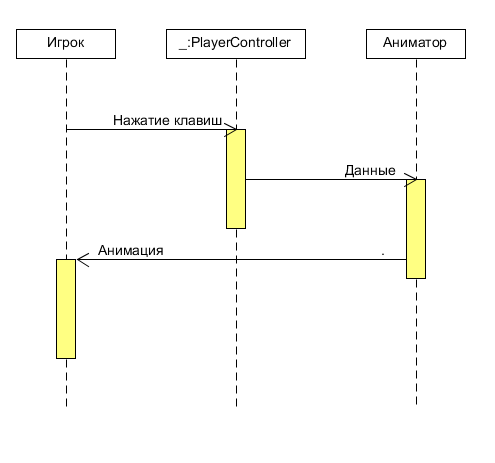 Игрок
_:PlayerController
Аниматор
Нажатие клавиш
Данные
Анимация .